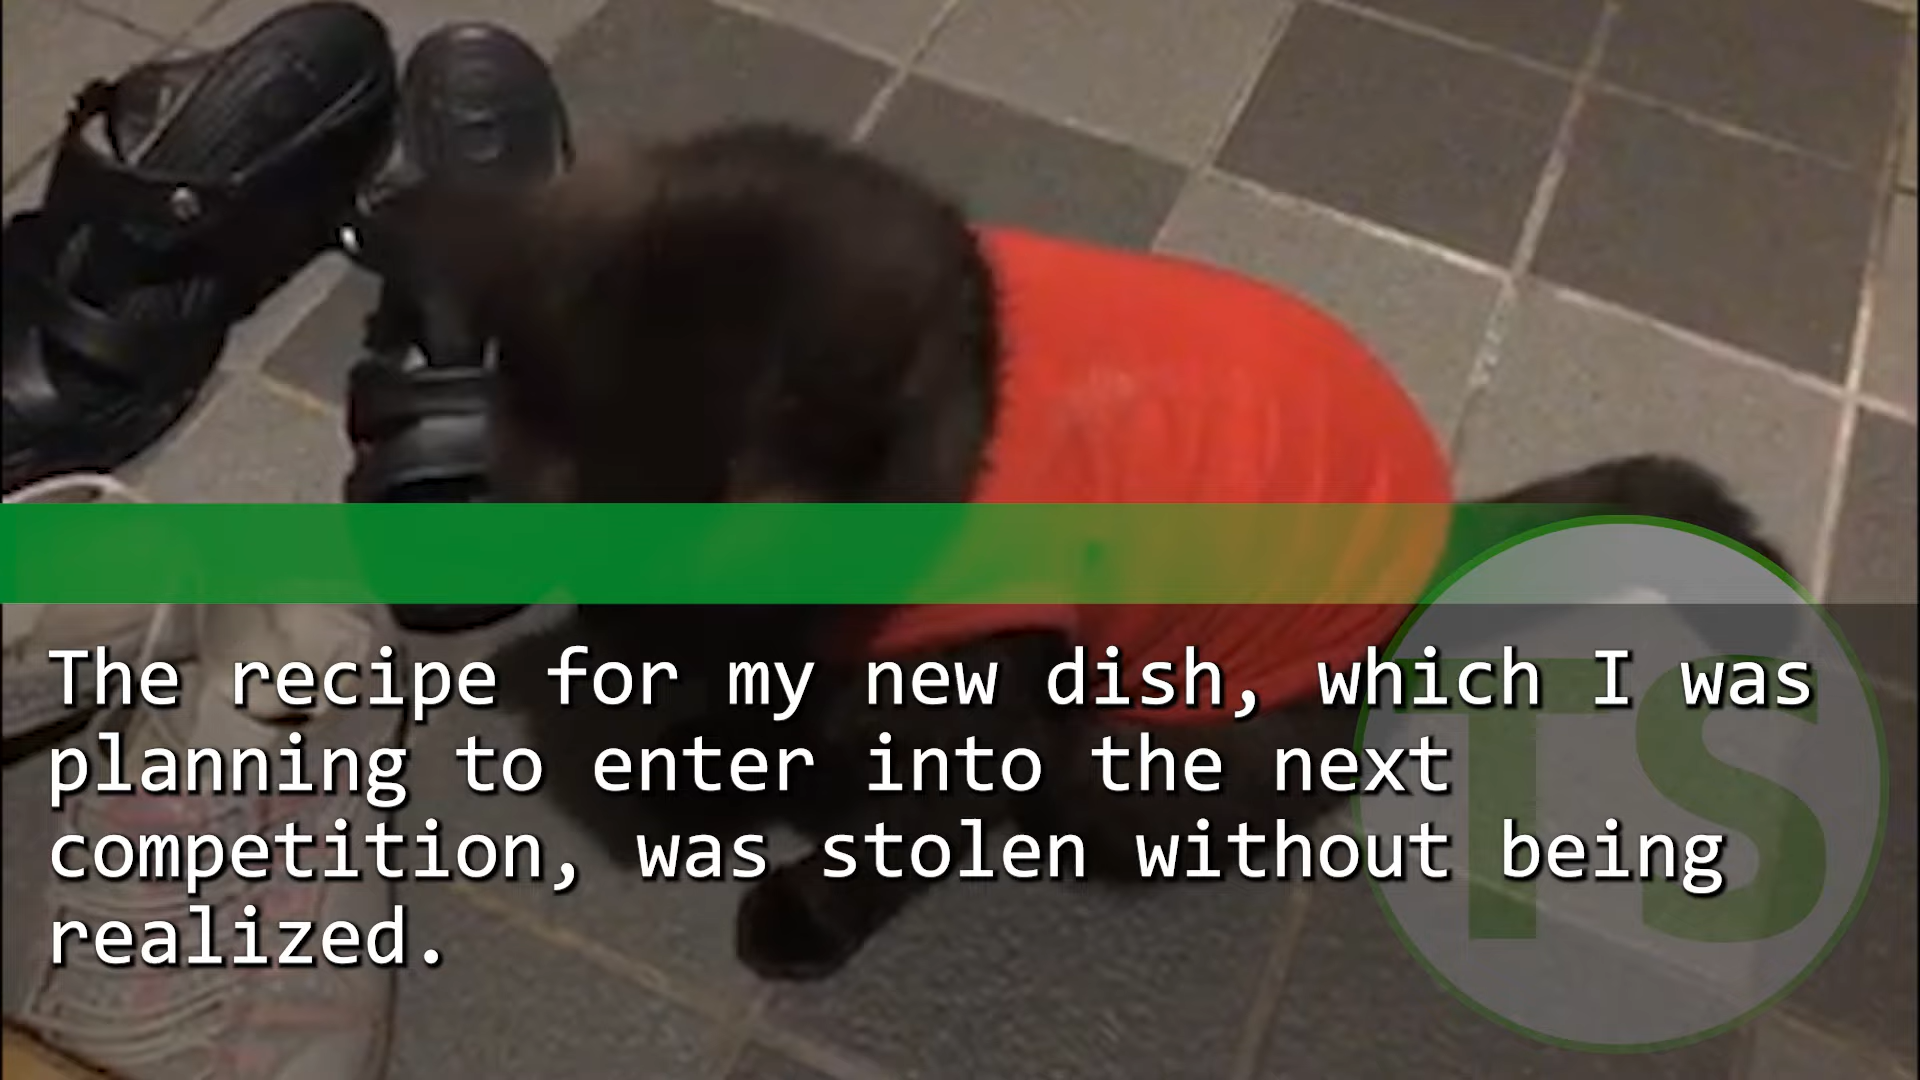 The recipe for my new dish, which I was
planning to enter into the next
competition, was stolen without being
realized.
TS